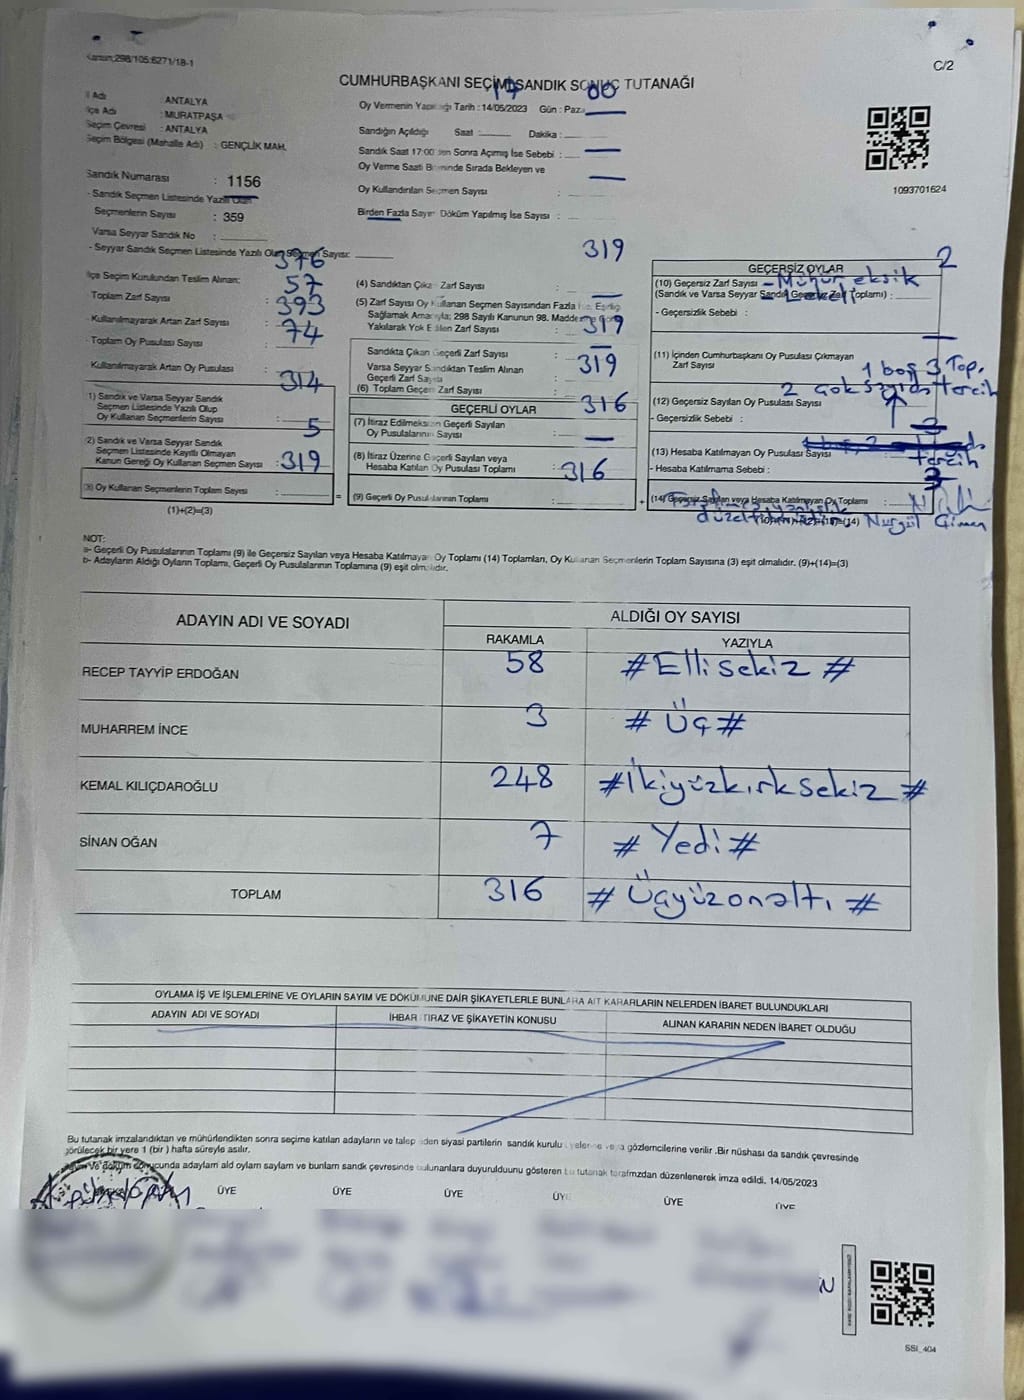 Kanun;298/105;6271/18-1
C/2
CUMHURBAŞKANI SEÇİMİ SANDIK SONUÇ TUTANAĞI
İl Adı : ANTALYA
İlçe Adı : MURATPAŞA
Seçim Çevresi : ANTALYA
Seçim Bölgesi (Mahalle Adı) : GENÇLİK MAH.
Sandık Numarası : 1156
- Sandık Seçmen Listesinde Yazılı Olan
Seçmenlerin Sayısı : 359
Varsa Seyyar Sandık No :
- Seyyar Sandık Seçmen Listesinde Yazılı Olan Seçmen Sayısı:
Oy Vermenin Yapıldığı Tarih : 14/05/2023 Gün : Pazar
17 00
Sandığın Açıldığı Saat : Dakika :
Sandık Saat 17:00 den Sonra Açımış İse Sebebi :
Oy Verme Saati Bitiminde Sırada Bekleyen ve
Oy Kullandırılan Seçmen Sayısı :
Birden Fazla Sayım Döküm Yapılmış İse Sayısı :
1093701624
376
İlçe Seçim Kurulundan Teslim Alınan:
57
Toplam Zarf Sayısı :
393
- Kullanılmayarak Artan Zarf Sayısı :
74
- Toplam Oy Pusulası Sayısı :
- Kullanılmayarak Artan Oy Pusulası :
314
1) Sandık ve Varsa Seyyar Sandık
Seçmen Listesinde Yazılı Olup
Oy Kullanan Seçmenlerin Sayısı :
5
(2) Sandık ve Varsa Seyyar Sandık
Seçmen Listesinde Kayıtlı Olmayan
Kanun Gereği Oy Kullanan Seçmen Sayısı : 319
(3) Oy Kullanan Seçmenlerin Toplam Sayısı :
(1)+(2)=(3)
319
(4) Sandıktan Çıkan Zarf Sayısı :
(5) Zarf Sayısı Oy Kullanan Seçmen Sayısından Fazla İse, Eşitliği
Sağlamak Amacıyla; 298 Sayılı Kanunun 98. Maddesine Göre
Yakılarak Yok Edilen Zarf Sayısı :
319
Sandıkta Çıkan Geçerli Zarf Sayısı :
Varsa Seyyar Sandıktan Teslim Alınan
Geçerli Zarf Sayısı :
319
(6) Toplam Geçerli Zarf Sayısı :
316
GEÇERLİ OYLAR
(7) İtiraz Edilmeksizin Geçerli Sayılan
Oy Pusulalarının Sayısı :
(8) İtiraz Üzerine Geçerli Sayılan veya
Hesaba Katılan Oy Pusulası Toplamı :
316
(9) Geçerli Oy Pusulalarının Toplamı :
GEÇERSİZ OYLAR
2
(10) Geçersiz Zarf Sayısı - Mühür eksik
(Sandık ve Varsa Seyyar Sandık Geçersiz Zarf Toplamı) :
- Geçersizlik Sebebi :
(11) İçinden Cumhurbaşkanı Oy Pusulası Çıkmayan
Zarf Sayısı
1 boş 3 Top.
2 Çok Sayıda tercih
(12) Geçersiz Sayılan Oy Pusulası Sayısı
- Geçersizlik Sebebi :
3
(13) Hesaba Katılmayan Oy Pusulası Sayısı
tercih
- Hesaba Katılmama Sebebi :
3
(14) Geçersiz Sayılan veya Hesaba Katılmayan Oy Toplamı :
(10)+(11)+(12)+(13)=(14)
NOT:
a- Geçerli Oy Pusulalarının Toplamı (9) ile Geçersiz Sayılan veya Hesaba Katılmayan Oy Toplamı (14) Toplamları, Oy Kullanan Seçmenlerin Toplam Sayısına (3) eşit olmalıdır. (9)+(14)=(3)
b- Adayların Aldığı Oyların Toplamı, Geçerli Oy Pusulalarının Toplamına (9) eşit olmalıdır.
ADAYIN ADI VE SOYADI
ALDIĞI OY SAYISI
RAKAMLA YAZIYLA
RECEP TAYYİP ERDOĞAN 58 #Elli sekiz #
MUHARREM İNCE 3 # Üç #
KEMAL KILIÇDAROĞLU 248 #İkiyüzkırksekiz #
SİNAN OĞAN 7 # Yedi #
TOPLAM 316 # Üçyüzonaltı #
OYLAMA İŞ VE İŞLEMLERİNE VE OYLARIN SAYIM VE DÖKÜMÜNE DAİR ŞİKAYETLERLE BUNLARA AİT KARARLARIN NELERDEN İBARET BULUNDUKLARI
ADAYIN ADI VE SOYADI İHBAR İTİRAZ VE ŞİKAYETİN KONUSU ALINAN KARARIN NEDEN İBARET OLDUĞU
Bu tutanak imzalandıktan ve mühürlendikten sonra seçime katılan adayların ve talep eden siyasi partilerin sandık kurulu üyelerine veya gözlemcilerine verilir .Bir nüshası da sandık çevresinde
görülecek bir yere 1 (bir ) hafta süreyle asılır.
Sayım ve döküm sonucunda adaylarn ald oylarn saylarn ve bunlarn sandk çevresinde bulunanlara duyurulduunu gösteren bu tutanak tarafmzdan düzenlenerek imza edildi. 14/05/2023
ÜYE ÜYE ÜYE ÜYE ÜYE ÜYE
SSİ_404